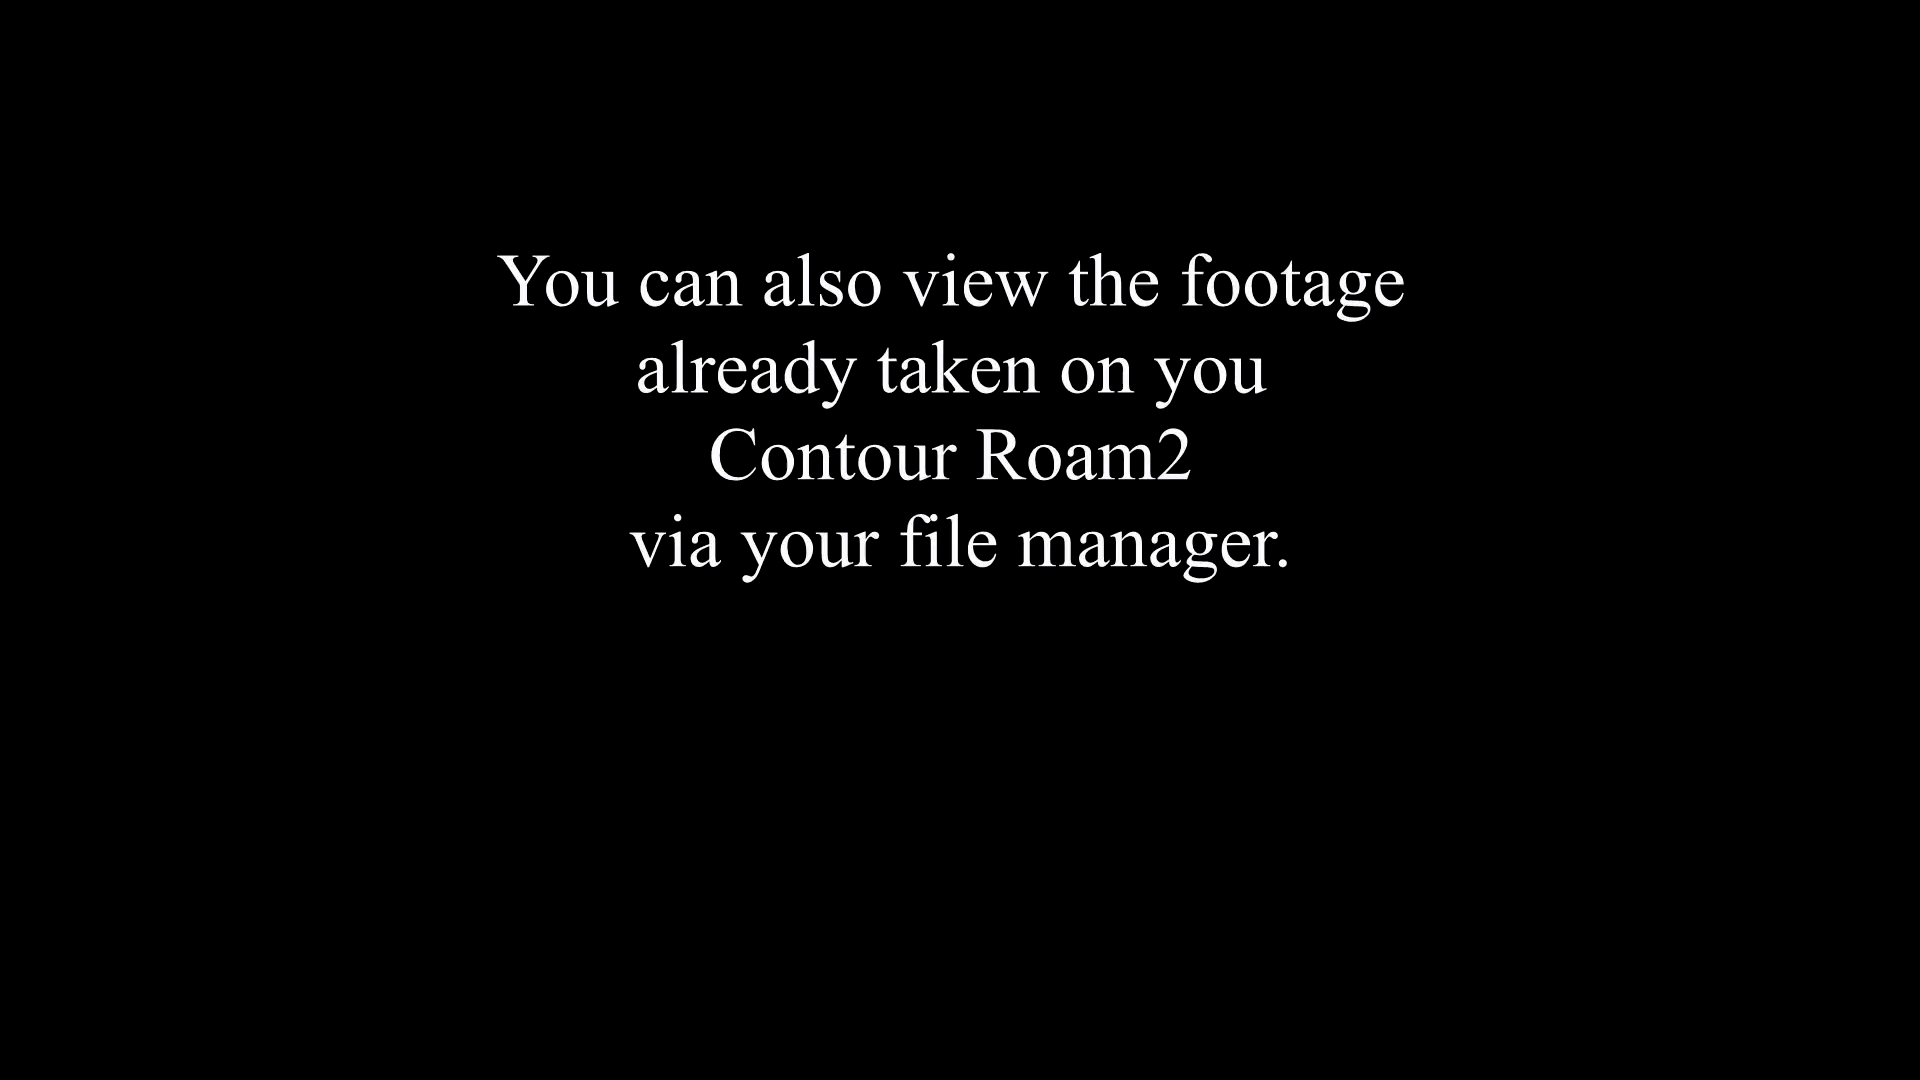 You can also view the footage
already taken on you
Contour Roam2
via your file manager.